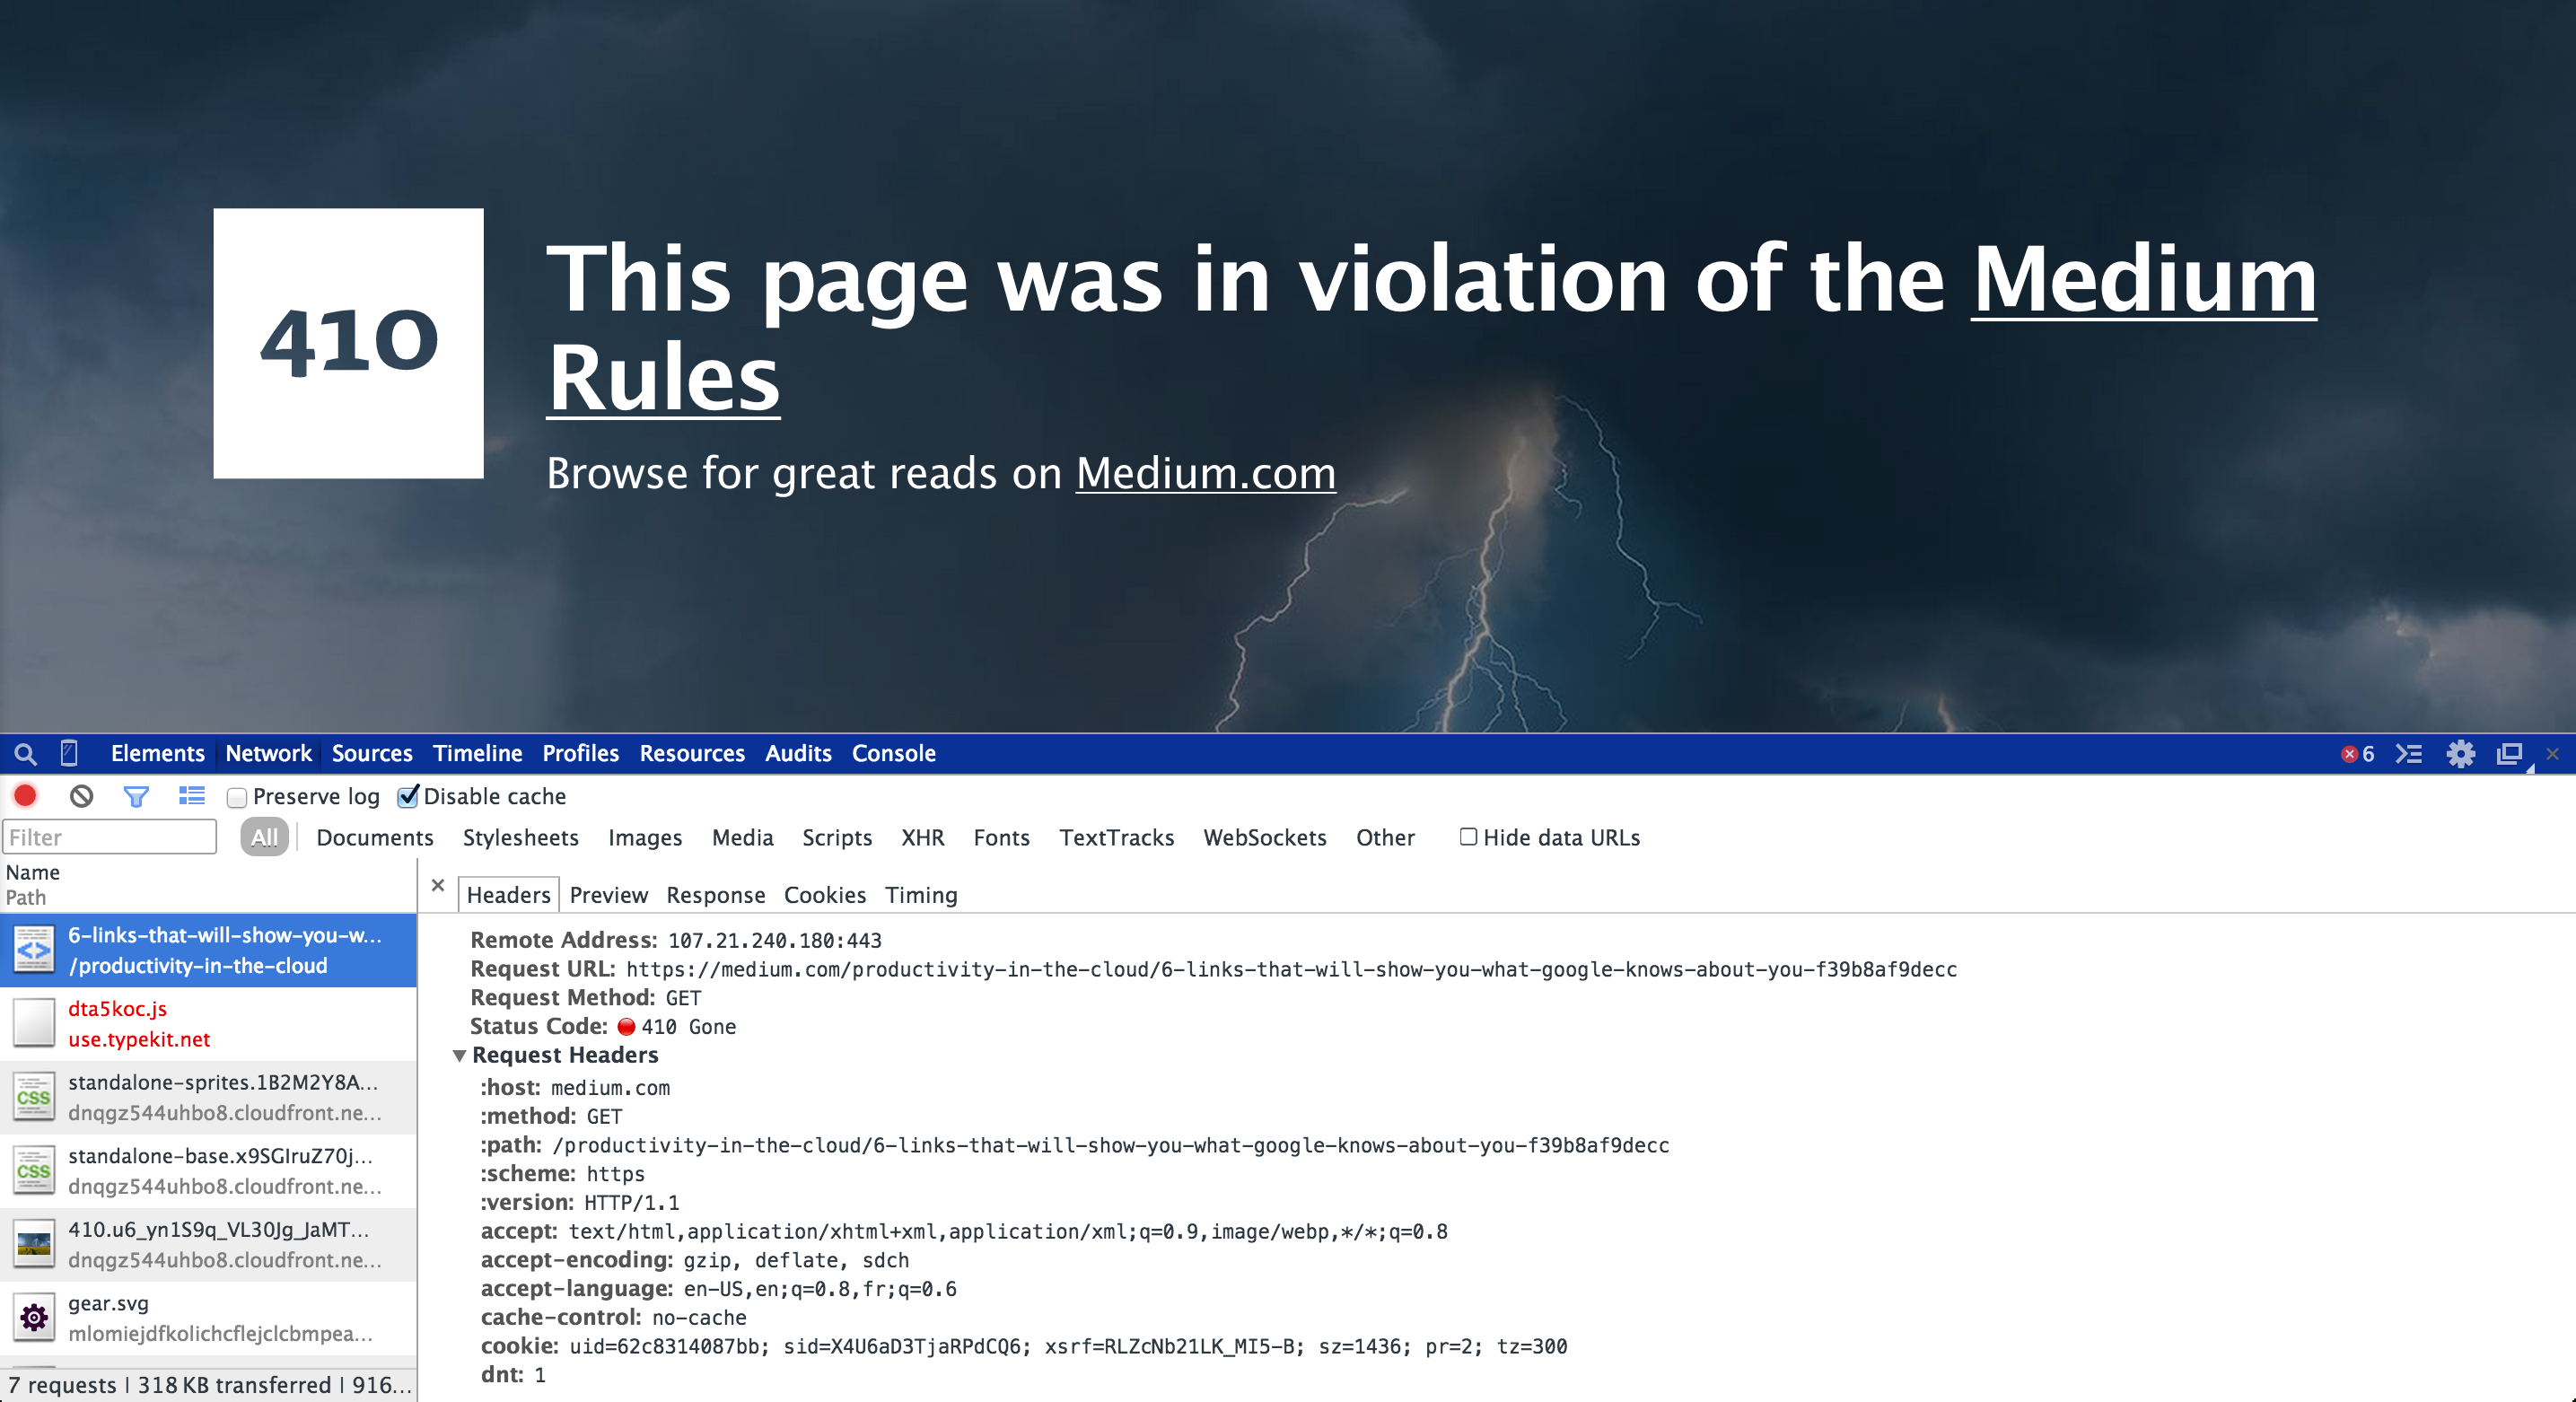 410
This page was in violation of the Medium
Rules
Browse for great reads on Medium.com
Elements Network Sources Timeline Profiles Resources Audits Console
6
Preserve log Disable cache
Filter All Documents Stylesheets Images Media Scripts XHR Fonts TextTracks WebSockets Other Hide data URLs
Name
Path
6-links-that-will-show-you-w...
/productivity-in-the-cloud
dta5koc.js
use.typekit.net
standalone-sprites.1B2M2Y8A...
dnqgz544uhbo8.cloudfront.ne...
standalone-base.x9SGIruZ70j...
dnqgz544uhbo8.cloudfront.ne...
410.u6_yn1S9q_VL30Jg_JaMT...
dnqgz544uhbo8.cloudfront.ne...
gear.svg
mlomiejdfkolichcflejclcbmpea...
7 requests | 318 KB transferred | 916...
Headers Preview Response Cookies Timing
Remote Address: 107.21.240.180:443
Request URL: https://medium.com/productivity-in-the-cloud/6-links-that-will-show-you-what-google-knows-about-you-f39b8af9decc
Request Method: GET
Status Code: 410 Gone
Request Headers
:host: medium.com
:method: GET
:path: /productivity-in-the-cloud/6-links-that-will-show-you-what-google-knows-about-you-f39b8af9decc
:scheme: https
:version: HTTP/1.1
accept: text/html,application/xhtml+xml,application/xml;q=0.9,image/webp,*/*;q=0.8
accept-encoding: gzip, deflate, sdch
accept-language: en-US,en;q=0.8,fr;q=0.6
cache-control: no-cache
cookie: uid=62c8314087bb; sid=X4U6aD3TjaRPdCQ6; xsrf=RLZcNb21LK_MI5-B; sz=1436; pr=2; tz=300
dnt: 1